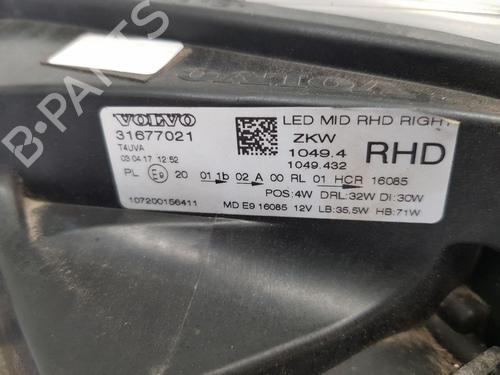 B-PARTS
VOLVO
31677021
T4UVA
03.04.17 12:52
LED MID RHD RIGHT
ZKW
1049.4
1049.432
RHD
PL E9 20 01 1b 02 A 00 RL 01 HCR 16085
POS:4W DRL:32W DI:30W
107200156411 MD E9 16085 12V LB:35,5W HB:71W